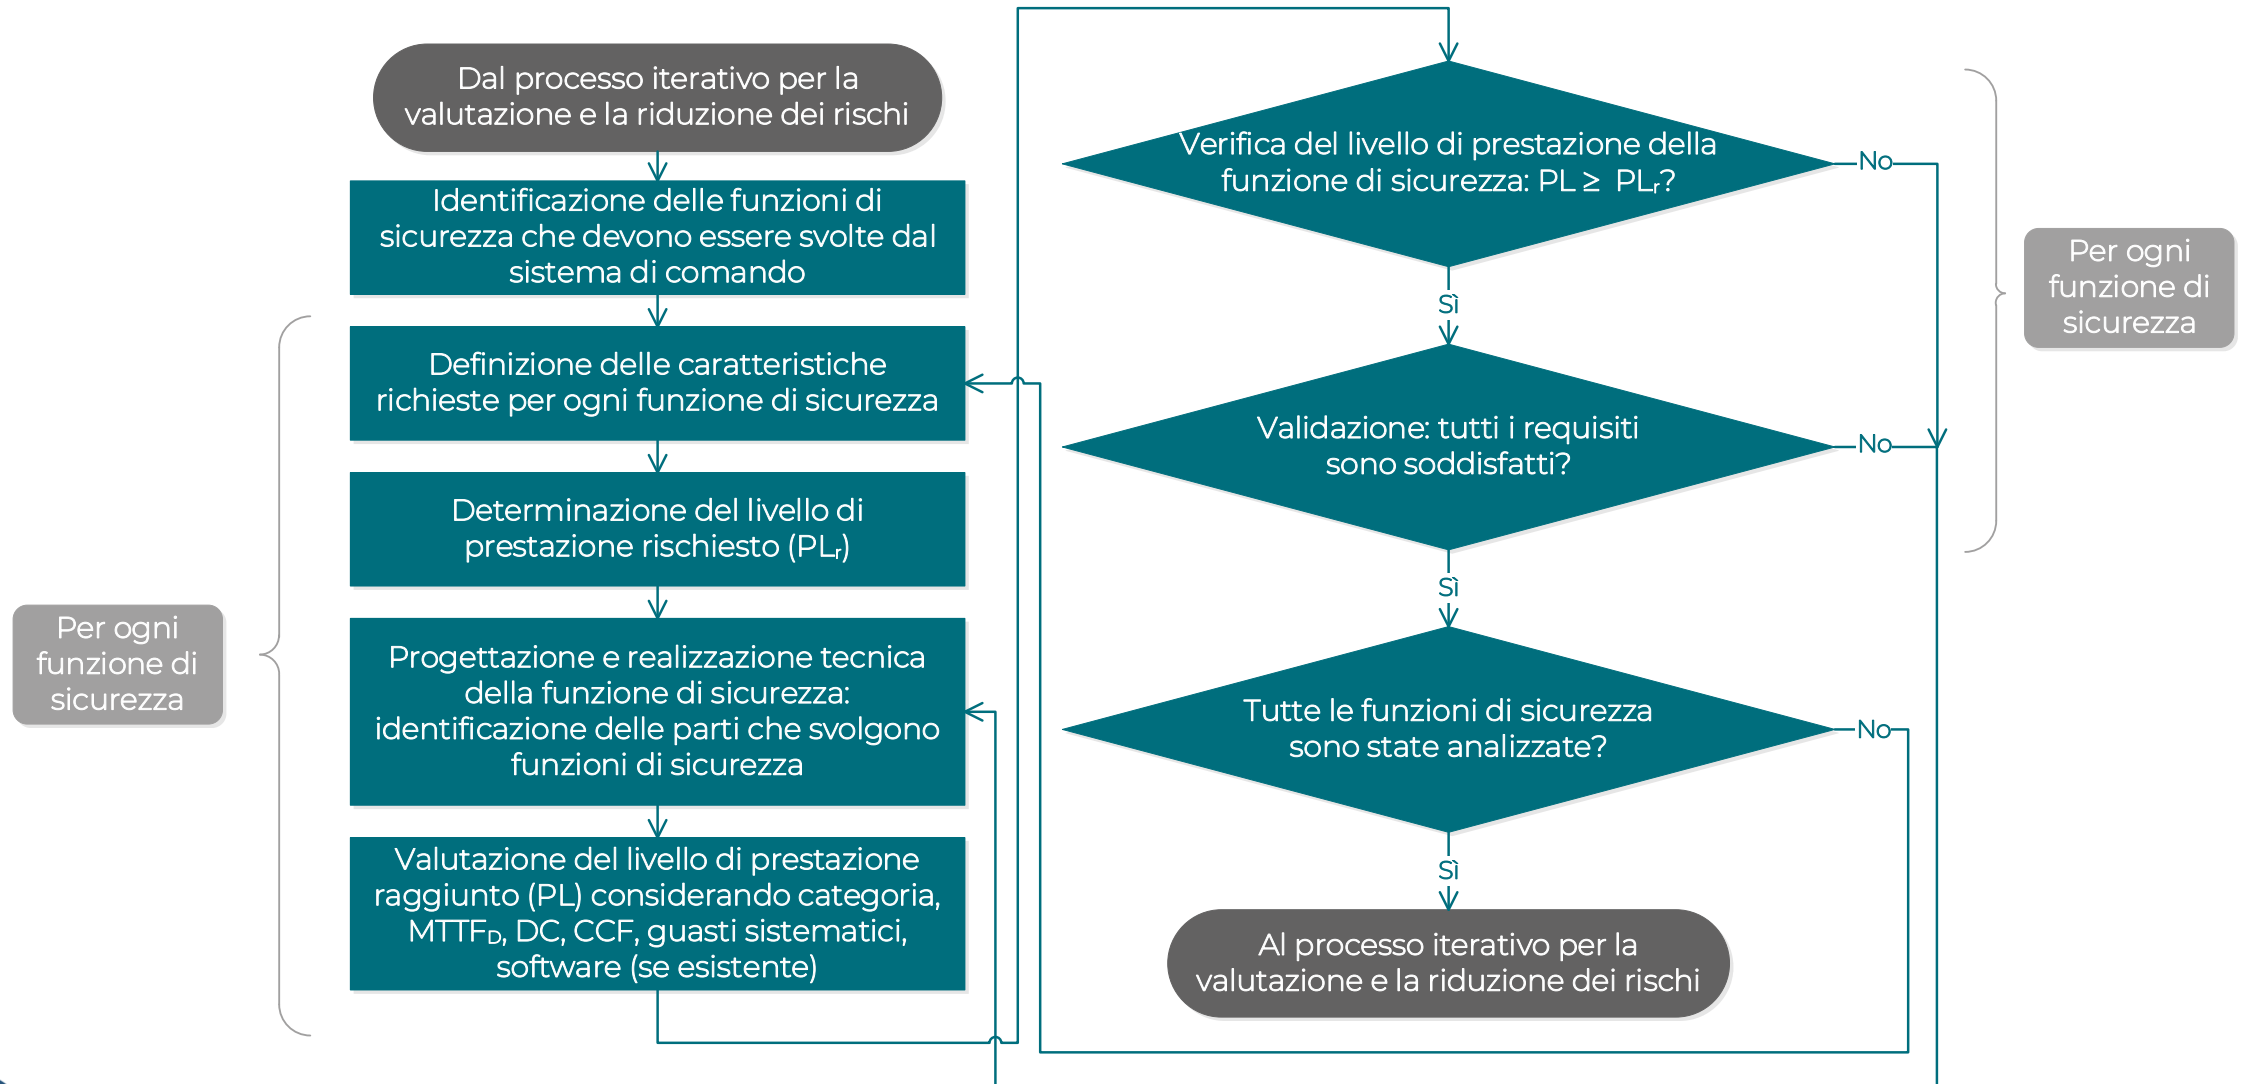 Dal processo iterativo per la
valutazione e la riduzione dei rischi
Identificazione delle funzioni di
sicurezza che devono essere svolte dal
sistema di comando
Definizione delle caratteristiche
richieste per ogni funzione di sicurezza
Determinazione del livello di
prestazione rischiesto (PLr)
Progettazione e realizzazione tecnica
della funzione di sicurezza:
identificazione delle parti che svolgono
funzioni di sicurezza
Valutazione del livello di prestazione
raggiunto (PL) considerando categoria,
MTTFD, DC, CCF, guasti sistematici,
software (se esistente)
Per ogni
funzione di
sicurezza
Verifica del livello di prestazione della
funzione di sicurezza: PL ≥ PLr?
No
Sì
Validazione: tutti i requisiti
sono soddisfatti?
No
Sì
Tutte le funzioni di sicurezza
sono state analizzate?
No
Sì
Al processo iterativo per la
valutazione e la riduzione dei rischi
Per ogni
funzione di
sicurezza